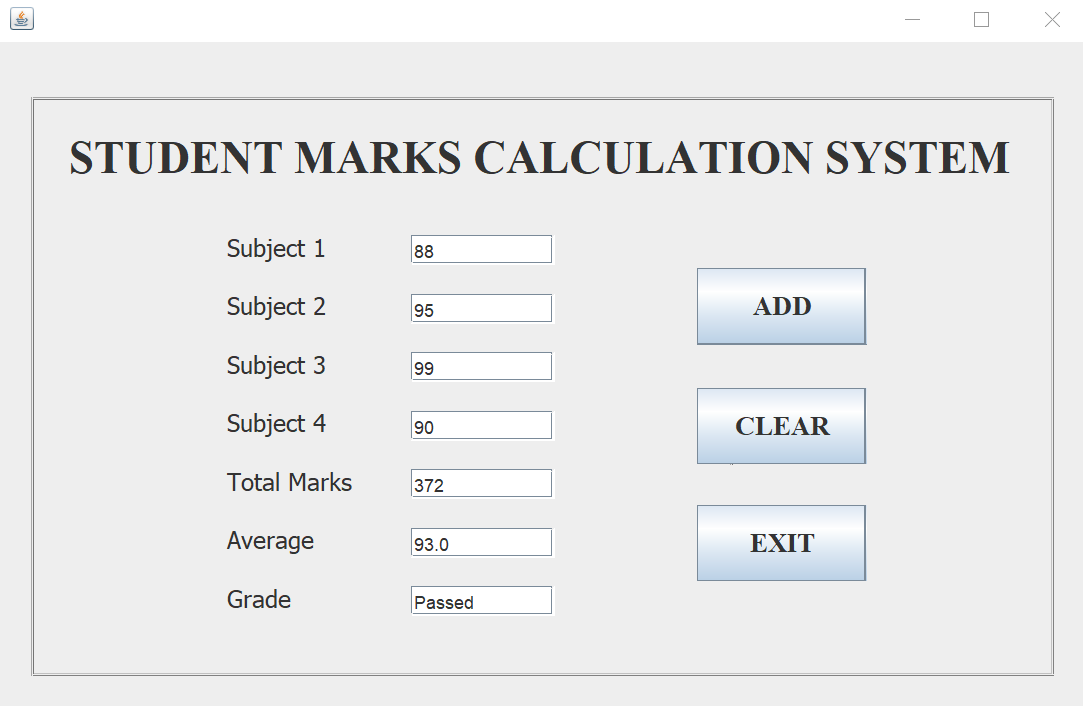 STUDENT MARKS CALCULATION SYSTEM
Subject 1 88
Subject 2 95
ADD
Subject 3 99
Subject 4 90
CLEAR
Total Marks 372
Average 93.0
EXIT
Grade Passed